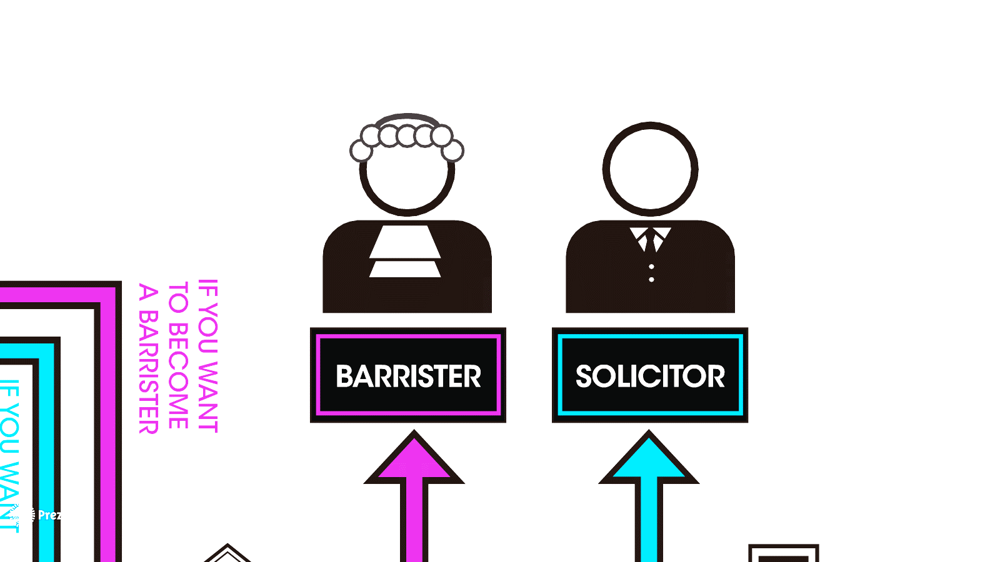 IF YOU WANT
TO BECOME
A BARRISTER
BARRISTER
SOLICITOR
IF YOU WANT